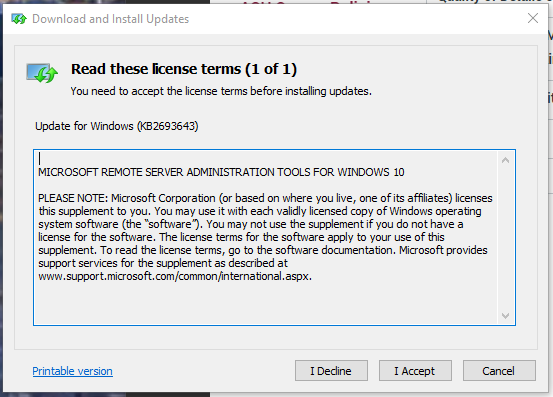 Download and Install Updates
Read these license terms (1 of 1)
You need to accept the license terms before installing updates.
Update for Windows (KB2693643)
MICROSOFT REMOTE SERVER ADMINISTRATION TOOLS FOR WINDOWS 10
PLEASE NOTE: Microsoft Corporation (or based on where you live, one of its affiliates) licenses
this supplement to you. You may use it with each validly licensed copy of Windows operating
system software (the “software”). You may not use the supplement if you do not have a
license for the software. The license terms for the software apply to your use of this
supplement. To read the license terms, go to the software documentation. Microsoft provides
support services for the supplement as described at
www.support.microsoft.com/common/international.aspx.
Printable version
I Decline
I Accept
Cancel